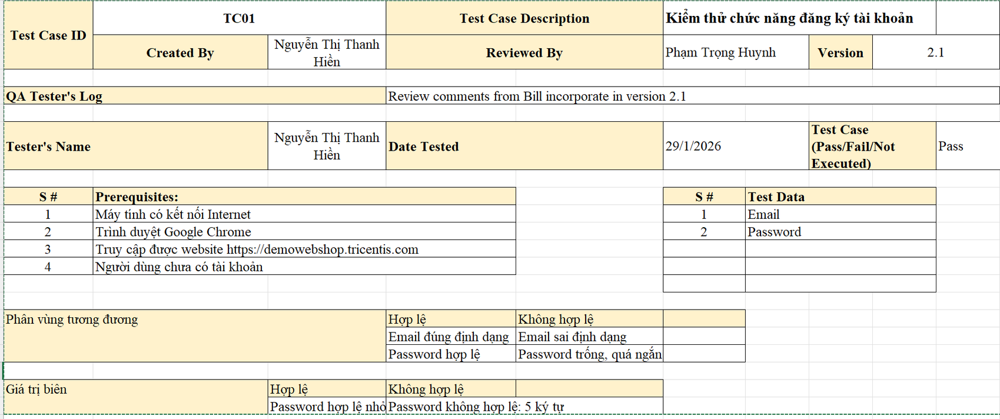 Test Case ID
TC01
Test Case Description
Kiểm thử chức năng đăng ký tài khoản
Created By
Nguyễn Thị Thanh
Hiền
Reviewed By
Phạm Trọng Huynh
Version
2.1
QA Tester's Log
Review comments from Bill incorporate in version 2.1
Tester's Name
Nguyễn Thị Thanh
Hiền
Date Tested
29/1/2026
Test Case
(Pass/Fail/Not
Executed)
Pass
S #
Prerequisites:
S #
Test Data
1
Máy tính có kết nối Internet
1
Email
2
Trình duyệt Google Chrome
2
Password
3
Truy cập được website https://demowebshop.tricentis.com
4
Người dùng chưa có tài khoản
Phân vùng tương đương
Hợp lệ
Không hợp lệ
Email đúng định dạng
Email sai định dạng
Password hợp lệ
Password trống, quá ngắn
Giá trị biên
Hợp lệ
Không hợp lệ
Password hợp lệ nhỏ
Password không hợp lệ: 5 ký tự